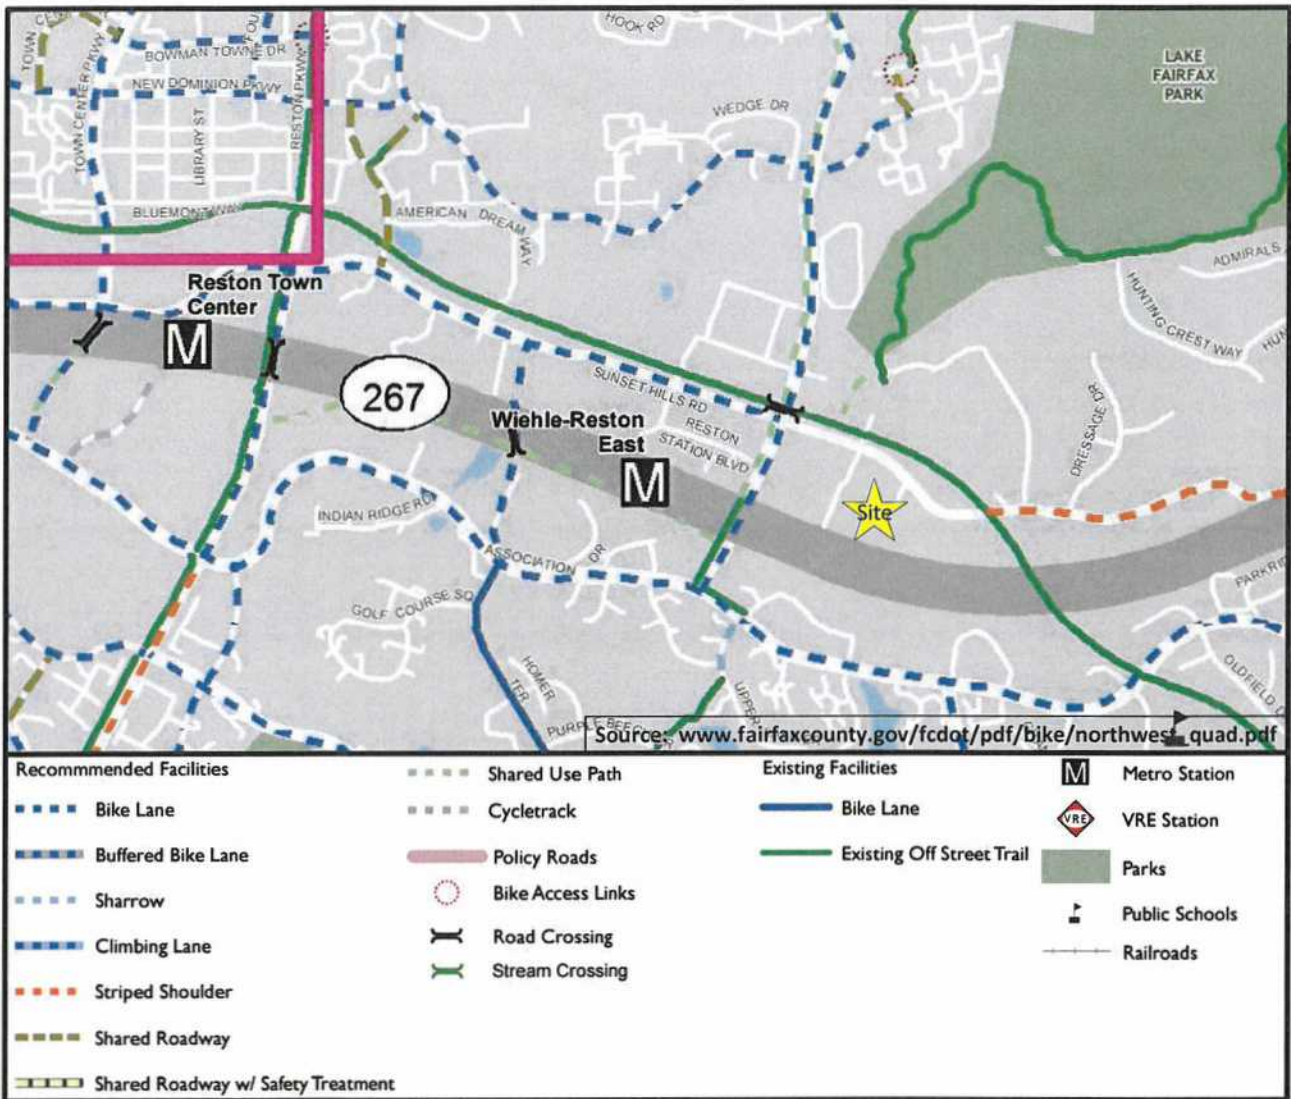 HOOK RD
TOWN CENTER PKWY
BOWMAN TOWNE DR
NEW DOMINION PKWY
LIBRARY ST
RESTON PKWY
WEDGE DR
LAKE
FAIRFAX
PARK
BLUEMONT WAY
AMERICAN DREAM WAY
ADMIRALS
HUNTING CREST WAY
Reston Town
Center
M
267
SUNSET HILLS RD
Wiehle-Reston
East
M
RESTON
STATION BLVD
DRESSAGE DR
Site
INDIAN RIDGE RD
ASSOCIATION DR
GOLF COURSE SQ
HOMER
TER
UPPER
OLDFIELD
Source: www.fairfaxcounty.gov/fcdot/pdf/bike/northwest_quad.pdf
Recommmended Facilities
Bike Lane
Buffered Bike Lane
Sharrow
Climbing Lane
Striped Shoulder
Shared Roadway
Shared Roadway w/ Safety Treatment
Shared Use Path
Cycletrack
Policy Roads
Bike Access Links
Road Crossing
Stream Crossing
Existing Facilities
Bike Lane
Existing Off Street Trail
M Metro Station
VRE VRE Station
Parks
Public Schools
Railroads